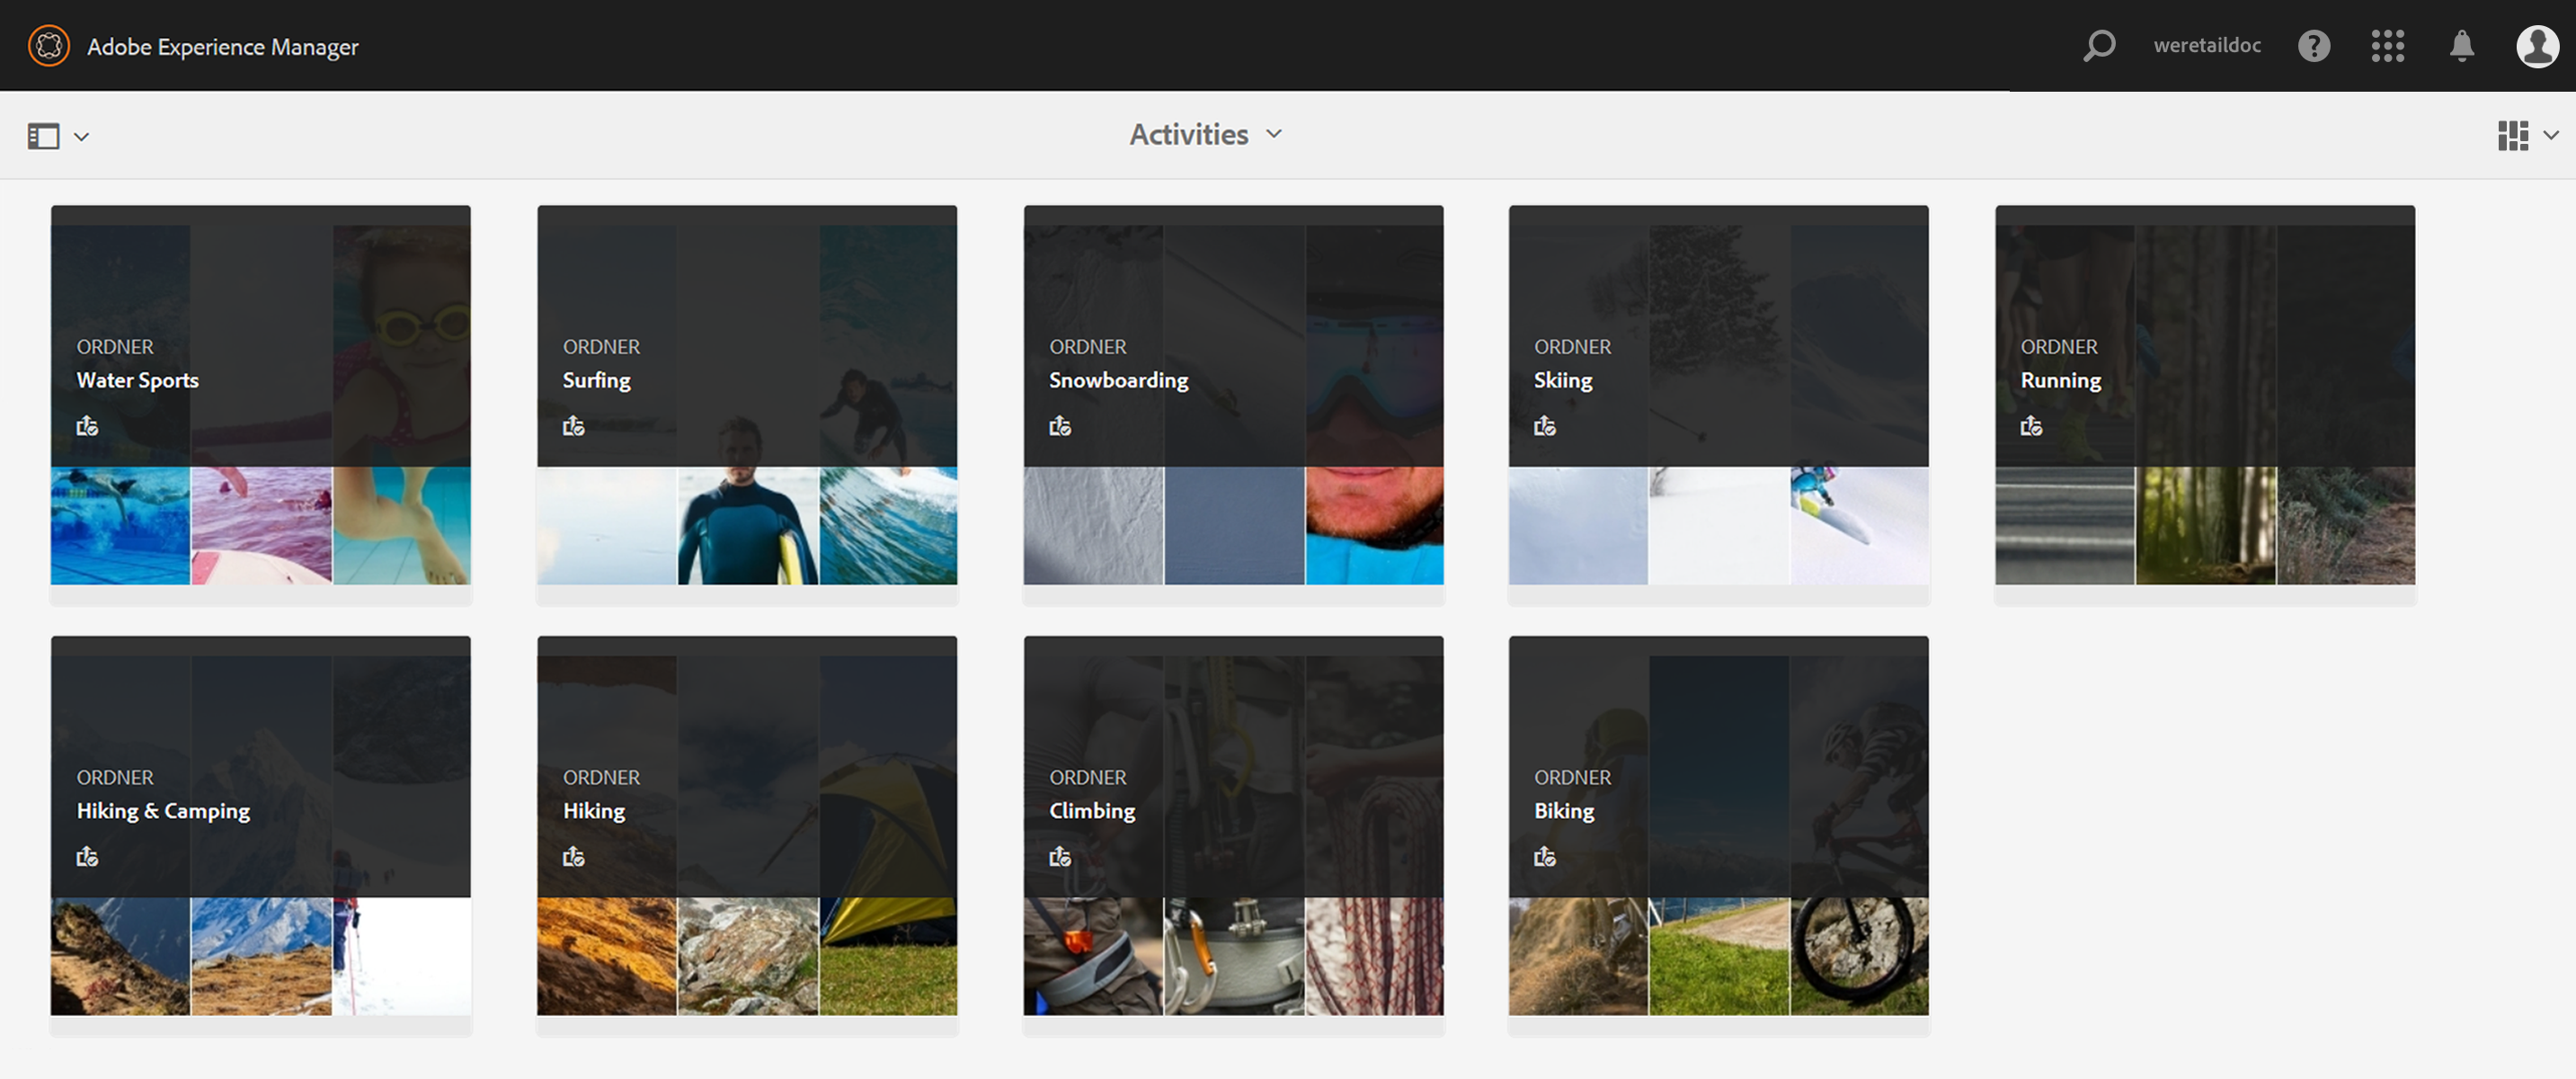 Adobe Experience Manager
weretaildoc
Activities
ORDNER
Water Sports
ORDNER
Surfing
ORDNER
Snowboarding
ORDNER
Skiing
ORDNER
Running
ORDNER
Hiking & Camping
ORDNER
Hiking
ORDNER
Climbing
ORDNER
Biking